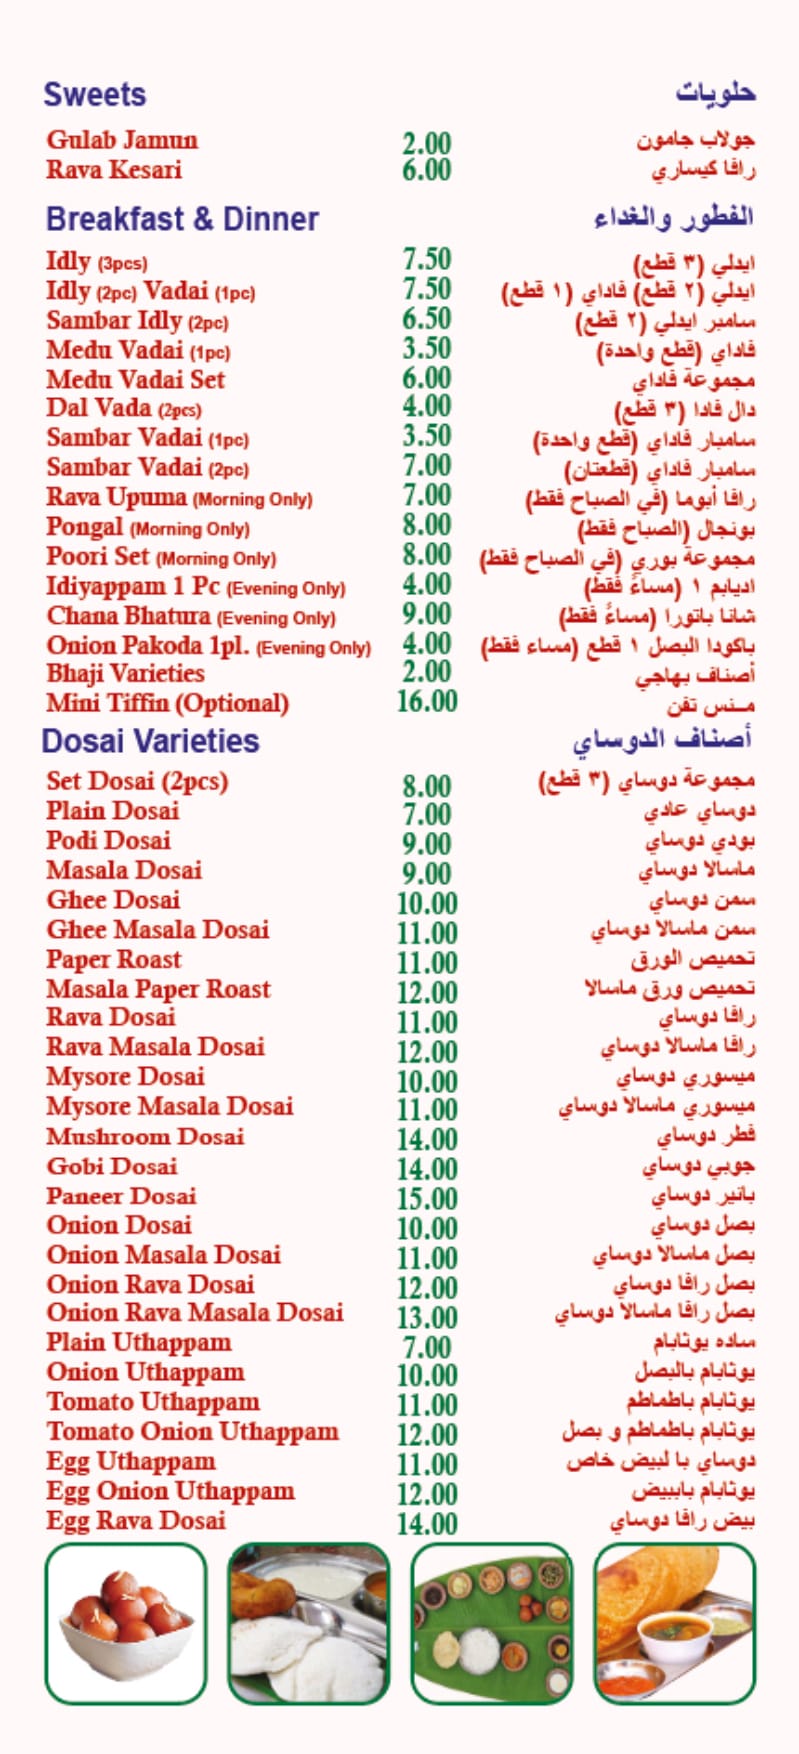 Sweets حلويات
Gulab Jamun 2.00 جولاب جامون
Rava Kesari 6.00 رافا كيساري
Breakfast & Dinner الفطور والغداء
Idly (3pcs) 7.50 ايدلي (٣ قطع)
Idly (2pc) Vadai (1pc) 7.50 ايدلي (٢ قطع) فاداي (١ قطع)
Sambar Idly (2pc) 6.50 سامبر ايدلي (٢ قطع)
Medu Vadai (1pc) 3.50 فاداي (قطع واحدة)
Medu Vadai Set 6.00 مجموعة فاداي
Dal Vada (2pcs) 4.00 دال فادا (٣ قطع)
Sambar Vadai (1pc) 3.50 سامبار فاداي (قطع واحدة)
Sambar Vadai (2pc) 7.00 سامبار فاداي (قطعتان)
Rava Upuma (Morning Only) 7.00 رافا أبوما (في الصباح فقط)
Pongal (Morning Only) 8.00 بونجال (الصباح فقط)
Poori Set (Morning Only) 8.00 مجموعة بوري (في الصباح فقط)
Idiyappam 1 Pc (Evening Only) 4.00 اديابم ١ (مساءً فقط)
Chana Bhatura (Evening Only) 9.00 شانا باتورا (مساءً فقط)
Onion Pakoda 1pl. (Evening Only) 4.00 باكودا البصل ١ قطع (مساء فقط)
Bhaji Varieties 2.00 أصناف بهاجي
Mini Tiffin (Optional) 16.00 مـنس تفن
Dosai Varieties أصناف الدوساي
Set Dosai (2pcs) 8.00 مجموعة دوساي (٣ قطع)
Plain Dosai 7.00 دوساي عادي
Podi Dosai 9.00 بودي دوساي
Masala Dosai 9.00 ماسالا دوساي
Ghee Dosai 10.00 سمن دوساي
Ghee Masala Dosai 11.00 سمن ماسالا دوساي
Paper Roast 11.00 تحميص الورق
Masala Paper Roast 12.00 تحميص ورق ماسالا
Rava Dosai 11.00 رافا دوساي
Rava Masala Dosai 12.00 رافا ماسالا دوساي
Mysore Dosai 10.00 ميسوري دوساي
Mysore Masala Dosai 11.00 ميسوري ماسالا دوساي
Mushroom Dosai 14.00 فطر دوساي
Gobi Dosai 14.00 جوبي دوساي
Paneer Dosai 15.00 بانير دوساي
Onion Dosai 10.00 بصل دوساي
Onion Masala Dosai 11.00 بصل ماسالا دوساي
Onion Rava Dosai 12.00 بصل رافا دوساي
Onion Rava Masala Dosai 13.00 بصل رافا ماسالا دوساي
Plain Uthappam 7.00 ساده يوتابام
Onion Uthappam 10.00 يوتابام بالبصل
Tomato Uthappam 11.00 يوتابام باطماطم
Tomato Onion Uthappam 12.00 يوتابام باطماطم و بصل
Egg Uthappam 11.00 دوساي با لبيض خاص
Egg Onion Uthappam 12.00 يوتابام بابيض
Egg Rava Dosai 14.00 بيض رافا دوساي